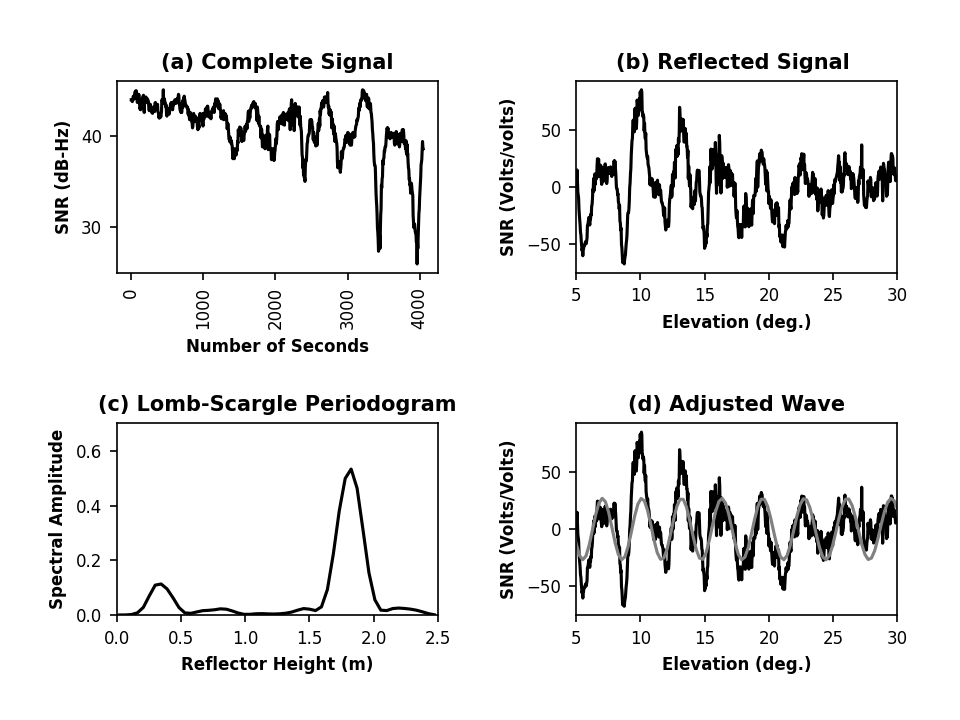 (a) Complete Signal
SNR (dB-Hz)
40
30
0
1000
2000
3000
4000
Number of Seconds
(b) Reflected Signal
SNR (Volts/volts)
50
0
−50
5
10
15
20
25
30
Elevation (deg.)
(c) Lomb-Scargle Periodogram
Spectral Amplitude
0.6
0.4
0.2
0.0
0.0
0.5
1.0
1.5
2.0
2.5
Reflector Height (m)
(d) Adjusted Wave
SNR (Volts/Volts)
50
0
−50
5
10
15
20
25
30
Elevation (deg.)